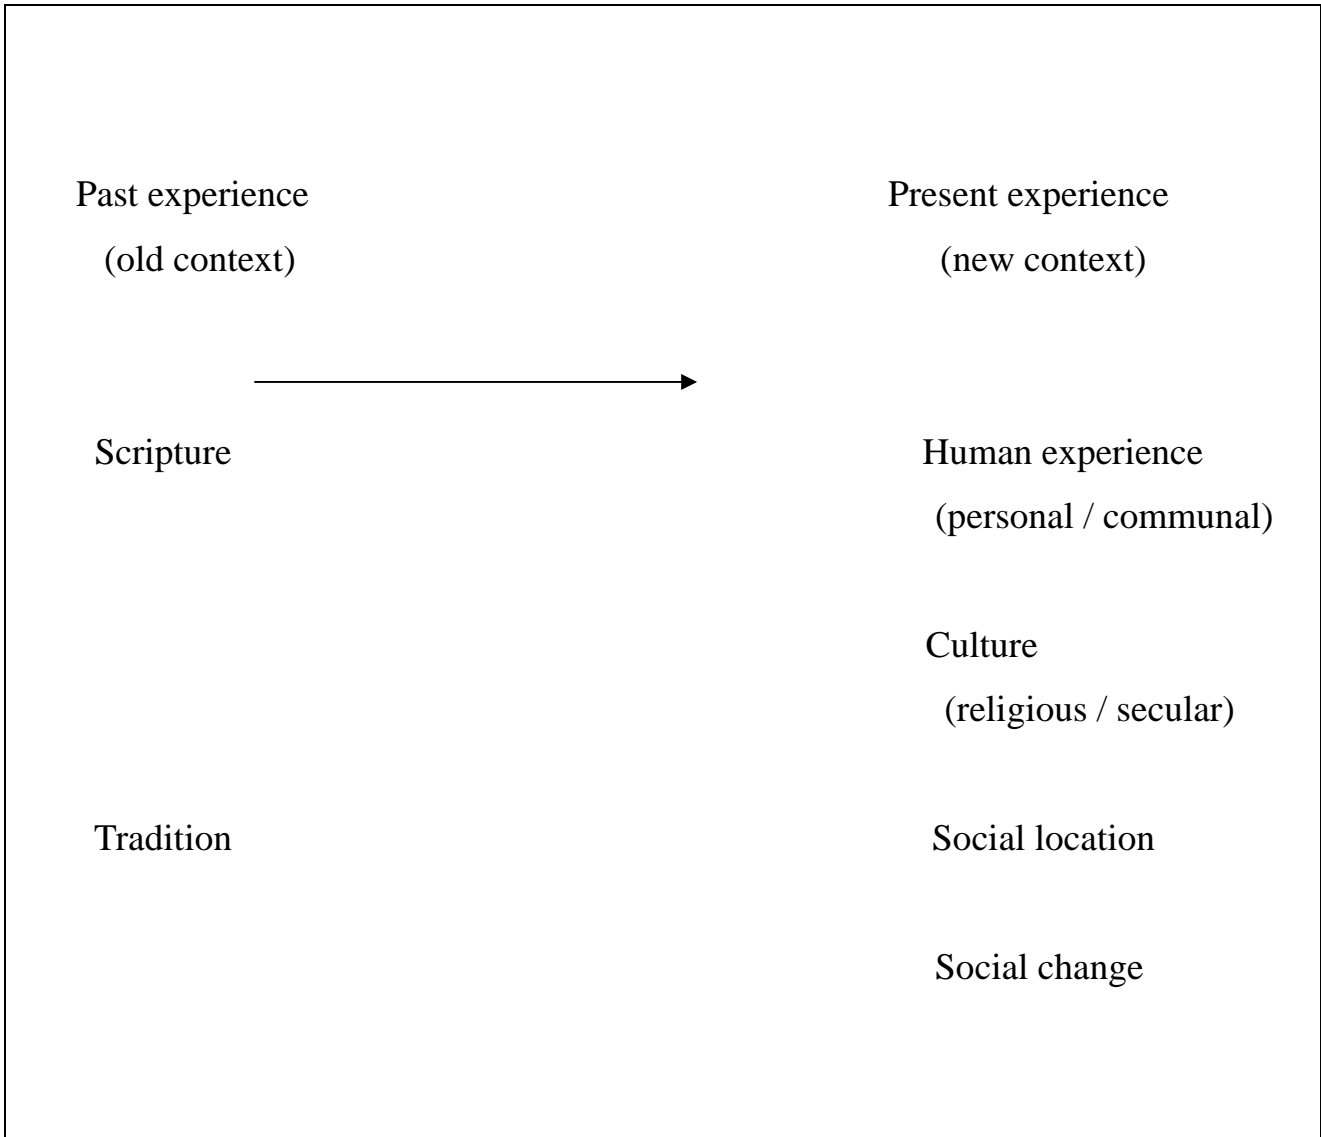 Past experience
(old context)
Present experience
(new context)
Scripture
Human experience
(personal / communal)
Culture
(religious / secular)
Tradition
Social location
Social change